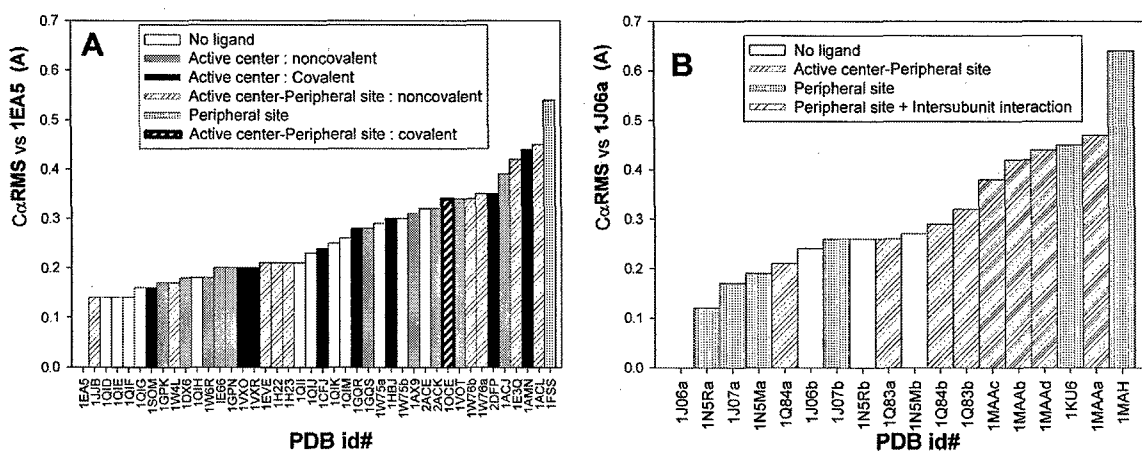 A
No ligand
Active center : noncovalent
Active center : Covalent
Active center-Peripheral site : noncovalent
Peripheral site
Active center-Peripheral site : covalent
CαRMS vs 1EA5 (A)
0.7
0.6
0.5
0.4
0.3
0.2
0.1
0.0
1EA5
1JJB
1QID
1QIE
1QIF
1QIG
1SOM
1GPK
1W4L
1DX6
1QIH
1W6R
1E66
1GPN
1VXO
1VXR
1EVE
1H22
1H23
1QII
1QIJ
1CFJ
1QIK
1QIM
1GQR
1GQS
1W75a
1HBJ
1W75b
1AX9
2ACE
2ACK
1OCE
1VOT
1W76b
1W76a
2DFP
1ACJ
1E3Q
1AMN
1ACL
1FSS
PDB id#
B
No ligand
Active center-Peripheral site
Peripheral site
Peripheral site + Intersubunit interaction
CαRMS vs 1J06a (A)
0.7
0.6
0.5
0.4
0.3
0.2
0.1
0.0
1J06a
1N5Ra
1J07a
1N5Ma
1Q84a
1J06b
1J07b
1N5Rb
1Q83a
1N5Mb
1Q84b
1Q83b
1MAAc
1MAAb
1MAAd
1KU6
1MAAa
1MAH
PDB id#